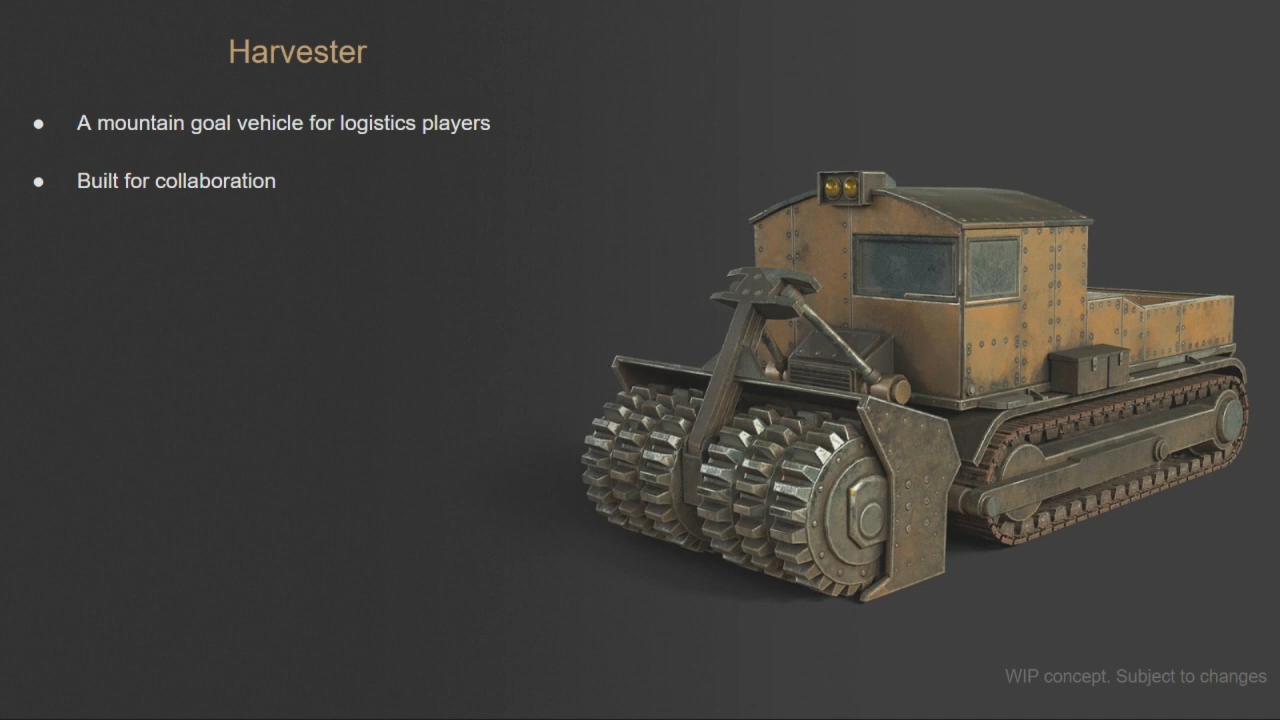 Harvester
● A mountain goal vehicle for logistics players
● Built for collaboration
WIP concept. Subject to changes